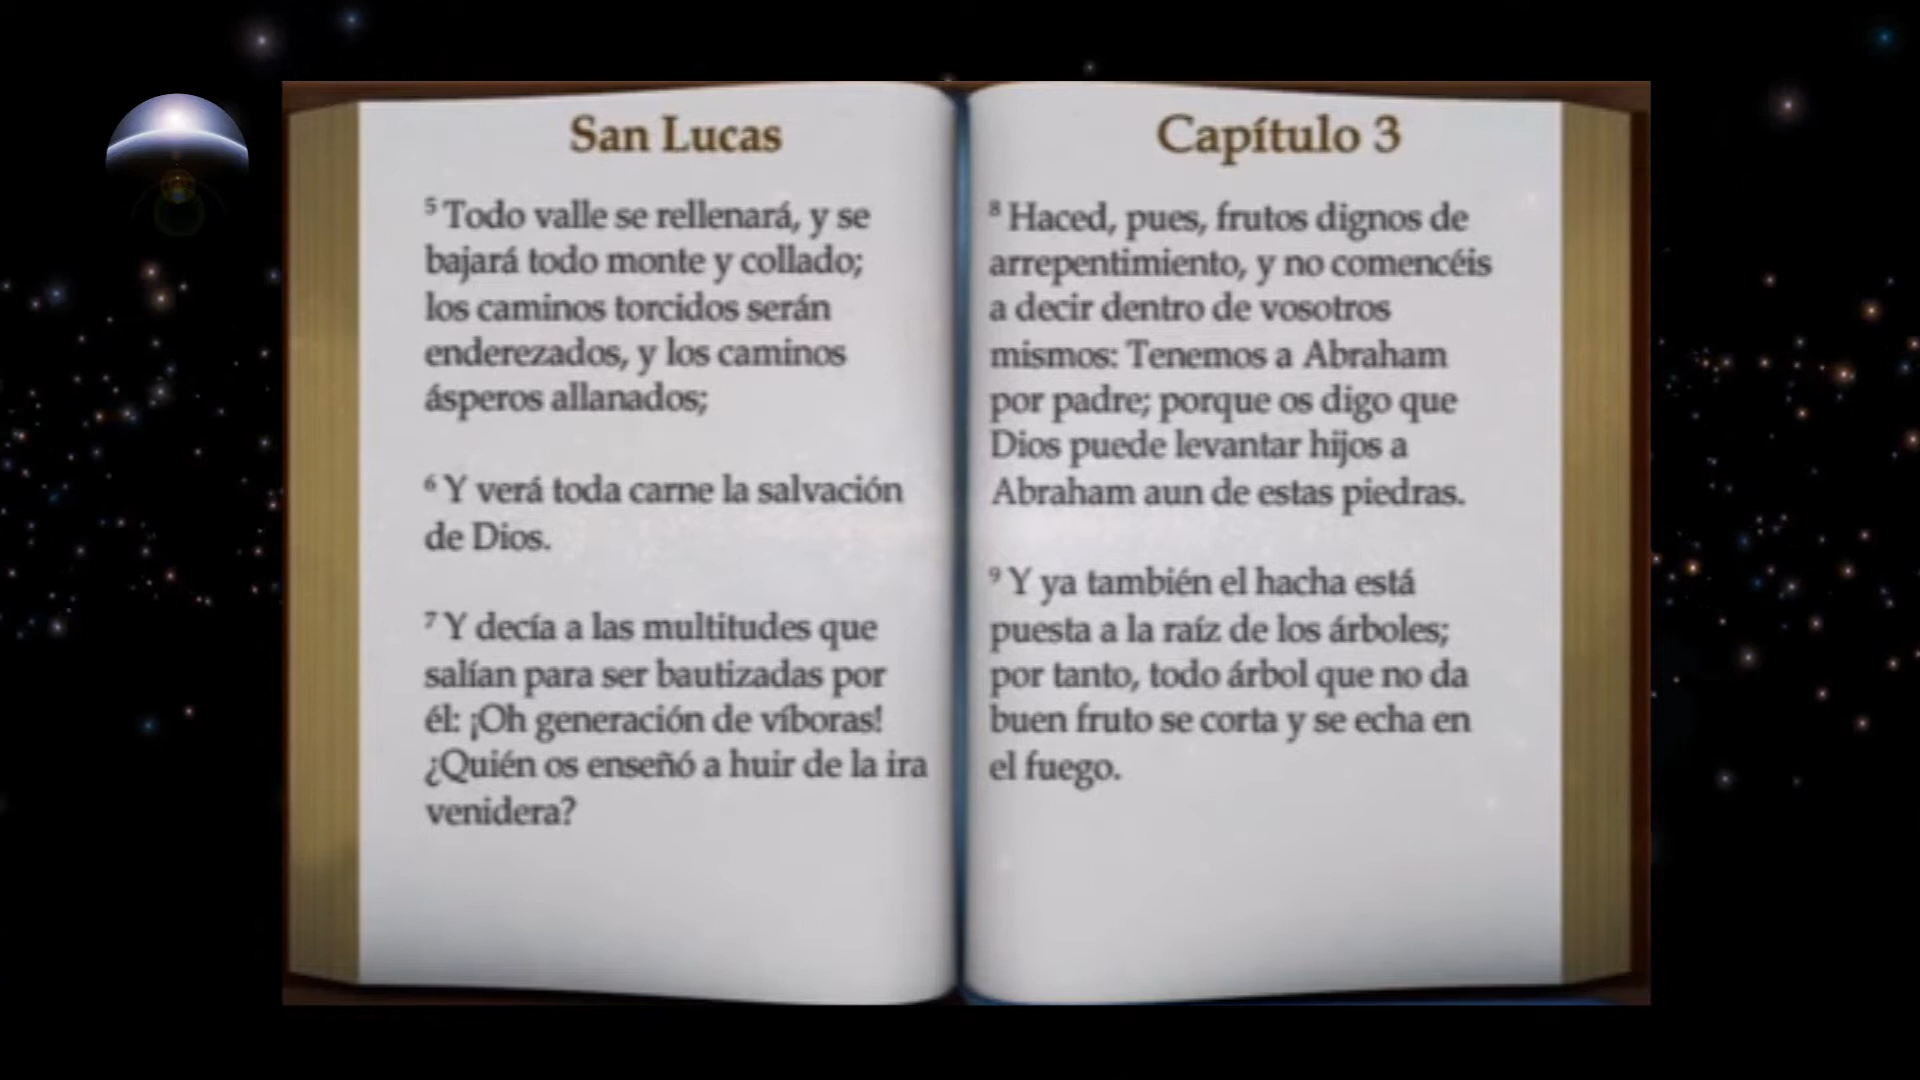 San Lucas
⁵ Todo valle se rellenará, y se
bajará todo monte y collado;
los caminos torcidos serán
enderezados, y los caminos
ásperos allanados;
⁶ Y verá toda carne la salvación
de Dios.
⁷ Y decía a las multitudes que
salían para ser bautizadas por
él: ¡Oh generación de víboras!
¿Quién os enseñó a huir de la ira
venidera?
Capítulo 3
⁸ Haced, pues, frutos dignos de
arrepentimiento, y no comencéis
a decir dentro de vosotros
mismos: Tenemos a Abraham
por padre; porque os digo que
Dios puede levantar hijos a
Abraham aun de estas piedras.
⁹ Y ya también el hacha está
puesta a la raíz de los árboles;
por tanto, todo árbol que no da
buen fruto se corta y se echa en
el fuego.